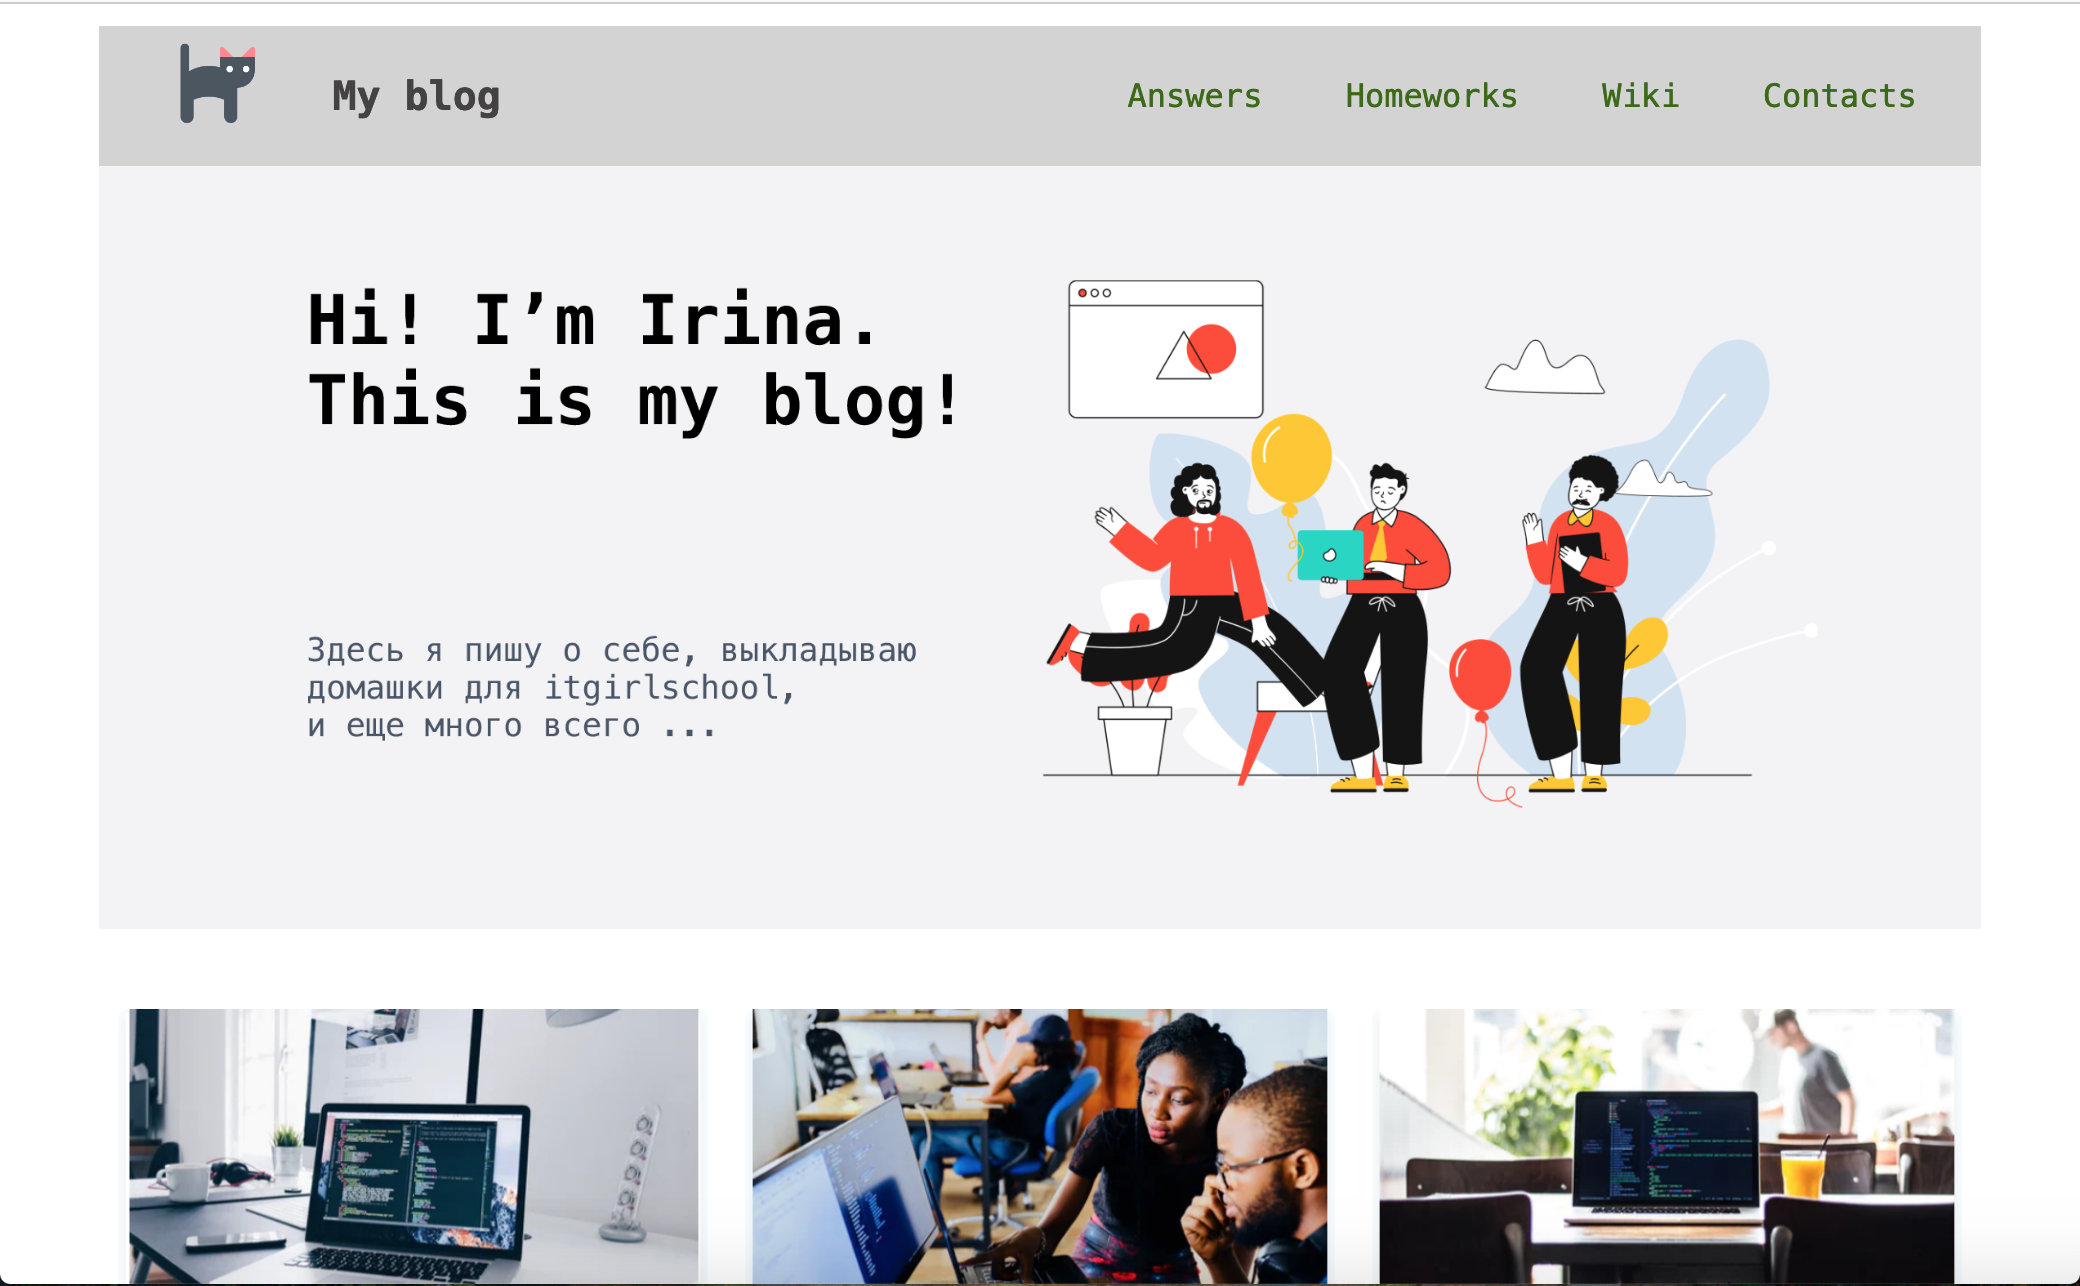 My blog
Answers Homeworks Wiki Contacts
Hi! I’m Irina.
This is my blog!
Здесь я пишу о себе, выкладываю
домашки для itgirlschool,
и еще много всего ...